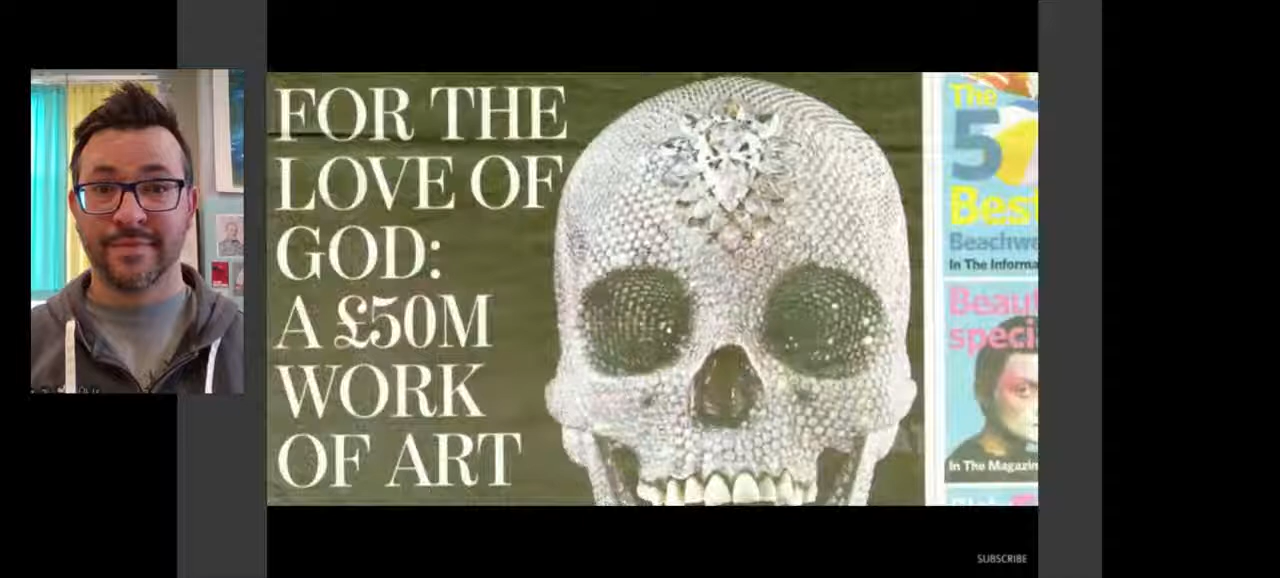 FOR THE
LOVE OF
GOD:
A £50M
WORK
OF ART
The
5
Best
Beachwe
In The Informa
Beaut
speci
In The Magazin
SUBSCRIBE